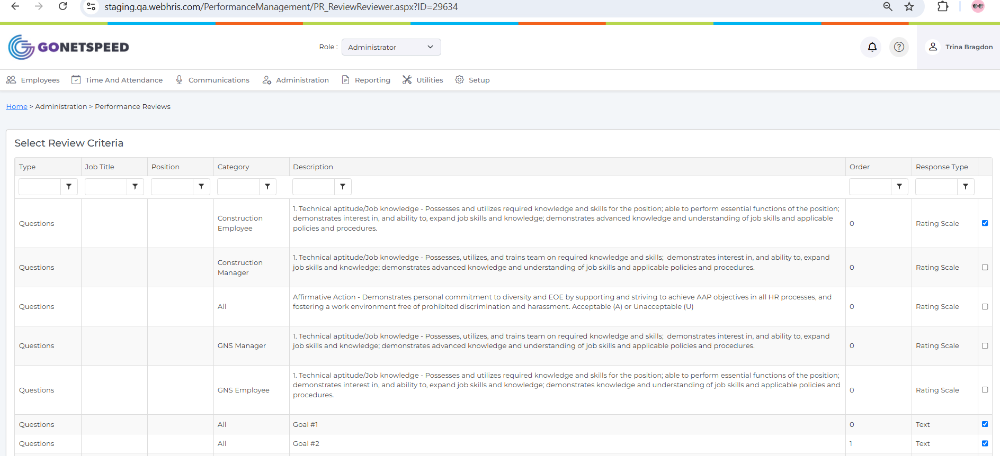 staging.qa.webhris.com/PerformanceManagement/PR_ReviewReviewer.aspx?ID=29634
GONETSPEED
Role :
Administrator
Trina Bragdon
Employees
Time And Attendance
Communications
Administration
Reporting
Utilities
Setup
Home > Administration > Performance Reviews
Select Review Criteria
Type
Job Title
Position
Category
Description
Order
Response Type
Questions
Construction
Employee
1. Technical aptitude/Job knowledge - Possesses and utilizes required knowledge and skills for the position; able to perform essential functions of the position;
demonstrates interest in, and ability to, expand job skills and knowledge; demonstrates advanced knowledge and understanding of job skills and applicable
policies and procedures.
0
Rating Scale
Questions
Construction
Manager
1. Technical aptitude/Job knowledge - Possesses, utilizes, and trains team on required knowledge and skills;  demonstrates interest in, and ability to, expand
job skills and knowledge; demonstrates advanced knowledge and understanding of job skills and applicable policies and procedures.
0
Rating Scale
Questions
All
Affirmative Action - Demonstrates personal commitment to diversity and EOE by supporting and striving to achieve AAP objectives in all HR processes, and
fostering a work environment free of prohibited discrimination and harassment. Acceptable (A) or Unacceptable (U)
0
Rating Scale
Questions
GNS Manager
1. Technical aptitude/Job knowledge - Possesses, utilizes, and trains team on required knowledge and skills;  demonstrates interest in, and ability to, expand
job skills and knowledge; demonstrates advanced knowledge and understanding of job skills and applicable policies and procedures.
0
Rating Scale
Questions
GNS Employee
1. Technical aptitude/Job knowledge - Possesses and utilizes required knowledge and skills for the position; able to perform essential functions of the position;
demonstrates interest in, and ability to, expand job skills and knowledge; demonstrates knowledge and understanding of job skills and applicable policies and
procedures.
0
Rating Scale
Questions
All
Goal #1
0
Text
Questions
All
Goal #2
1
Text